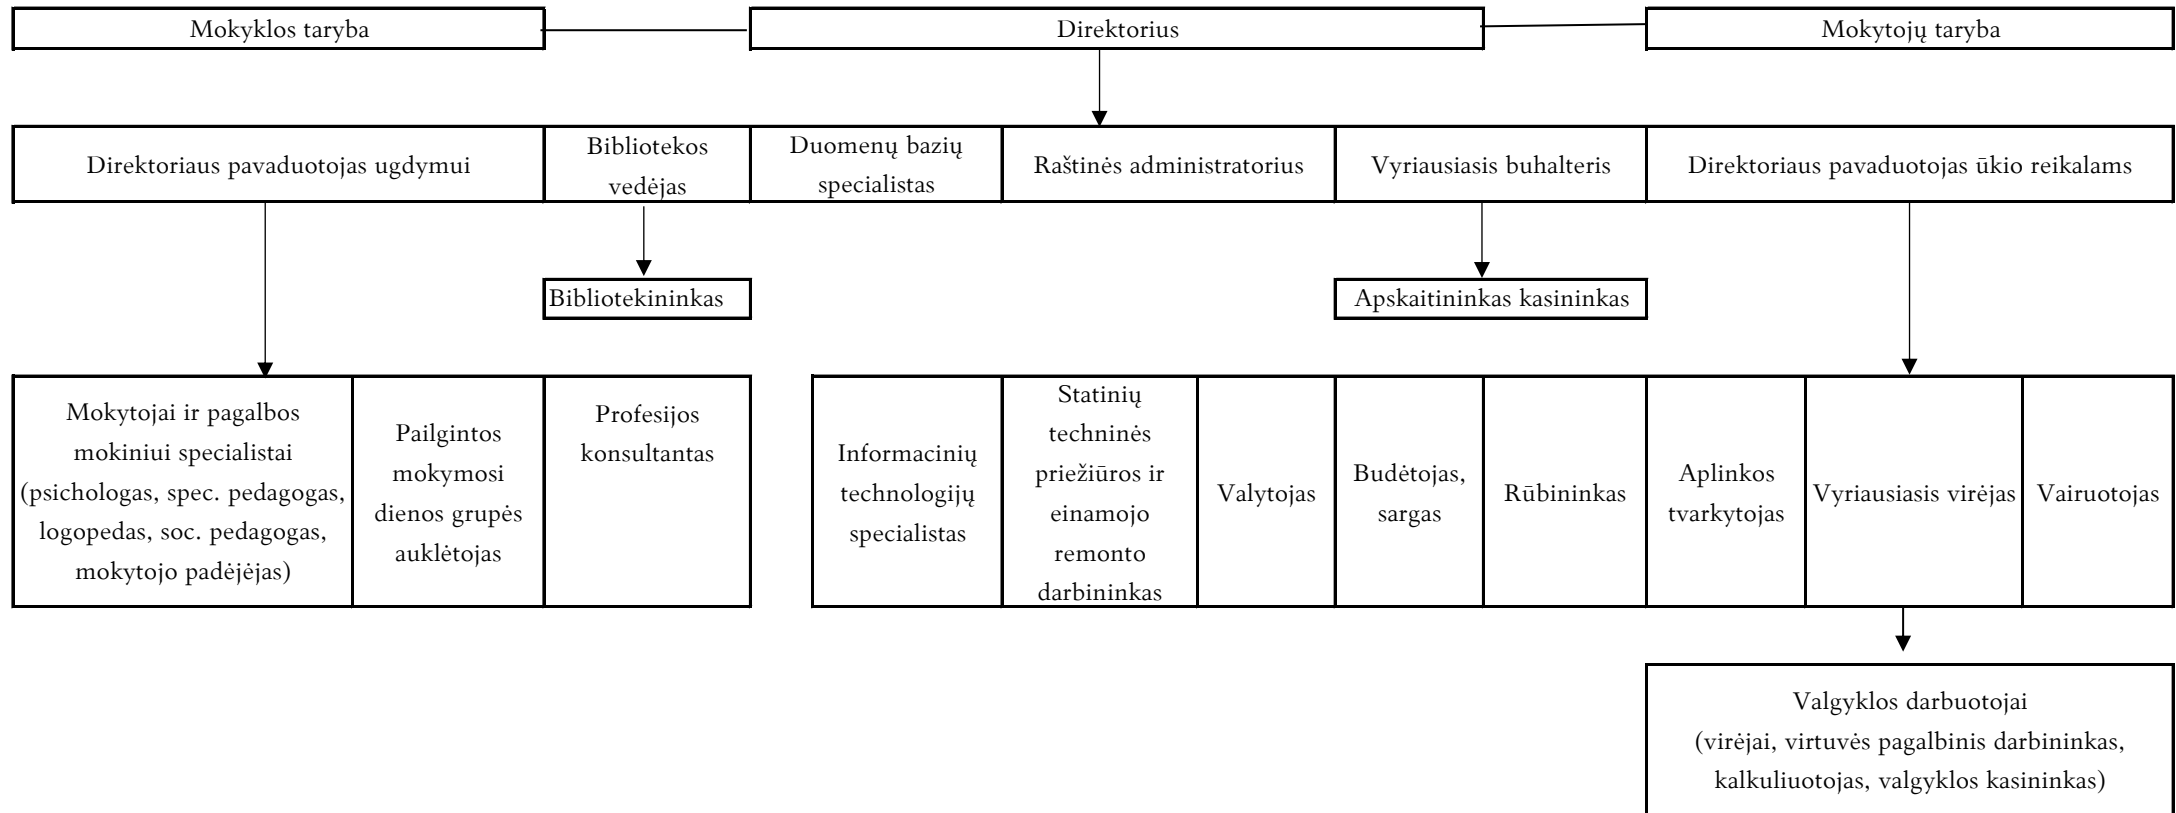 Mokyklos taryba
Direktorius
Mokytojų taryba
Direktoriaus pavaduotojas ugdymui
Bibliotekos
vedėjas
Duomenų bazių
specialistas
Raštinės administratorius
Vyriausiasis buhalteris
Direktoriaus pavaduotojas ūkio reikalams
Bibliotekininkas
Apskaitininkas kasininkas
Mokytojai ir pagalbos
mokiniui specialistai
(psichologas, spec. pedagogas,
logopedas, soc. pedagogas,
mokytojo padėjėjas)
Pailgintos
mokymosi
dienos grupės
auklėtojas
Profesijos
konsultantas
Informacinių
technologijų
specialistas
Statinių
techninės
priežiūros ir
einamojo
remonto
darbininkas
Valytojas
Budėtojas,
sargas
Rūbininkas
Aplinkos
tvarkytojas
Vyriausiasis virėjas
Vairuotojas
Valgyklos darbuotojai
(virėjai, virtuvės pagalbinis darbininkas,
kalkuliuotojas, valgyklos kasininkas)